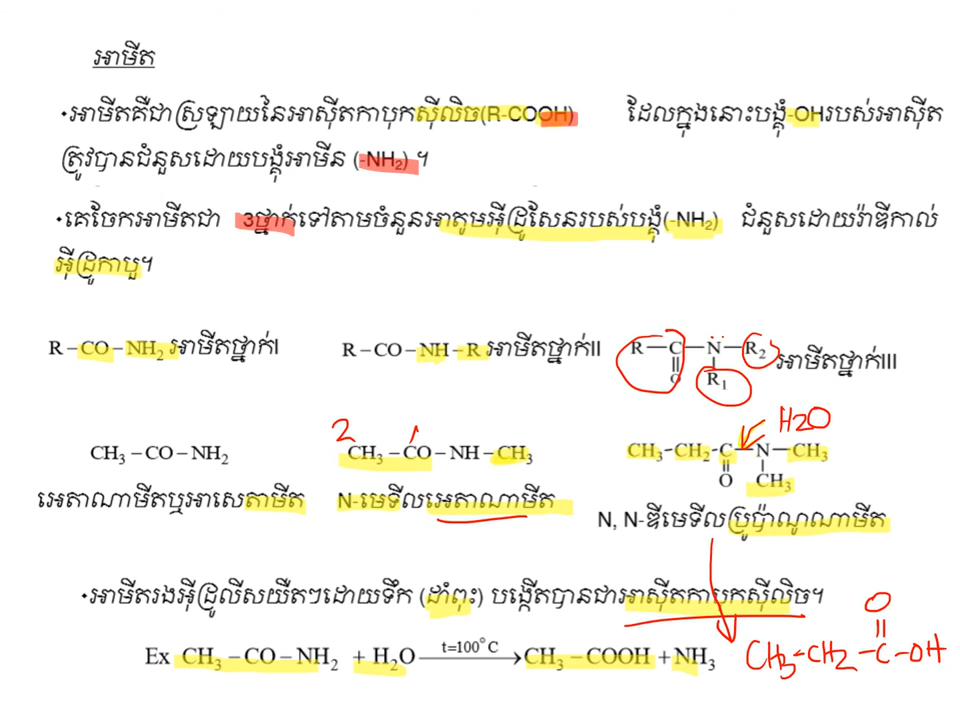 អាមីត
•អាមីតគឺជាស្រឡាយនៃអាស៊ីតកាបុកស៊ីលិច(R-COOH) ដែលក្នុងនោះបង្គុំ-OHរបស់អាស៊ីត
ត្រូវបានជំនួសដោយបង្គុំអាមីន (-NH₂) ។
•គេចែកអាមីតជា 3ថ្នាក់ទៅតាមចំនួនអាតូមអ៊ីដ្រូសែនរបស់បង្គុំ(-NH₂) ជំនួសដោយរ៉ាឌីកាល់
អ៊ីដ្រូកាបួ។
R – CO – NH₂ អាមីតថ្នាក់I R – CO – NH – R អាមីតថ្នាក់II R — C — N — R₂ អាមីតថ្នាក់III
O R₁
2 1 H2O
CH₃ – CO – NH₂ CH₃ – CO – NH – CH₃ CH₃ – CH₂ – C – N – CH₃
O CH₃
អេតាណាមីតឬអាសេតាមីត N-មេទីលអេតាណាមីត N, N-ឌីមេទីលប្រូប៉ាណូណាមីត
•អាមីតរងអ៊ីដ្រូលីសយឺតៗដោយទឹក (ដាំពុះ) បង្កើតបានជាអាស៊ីតកាបុកស៊ីលិច។
O
t=100°C
Ex CH₃ – CO – NH₂ + H₂O ⟶ CH₃ – COOH + NH₃ CH3-CH2-C-OH